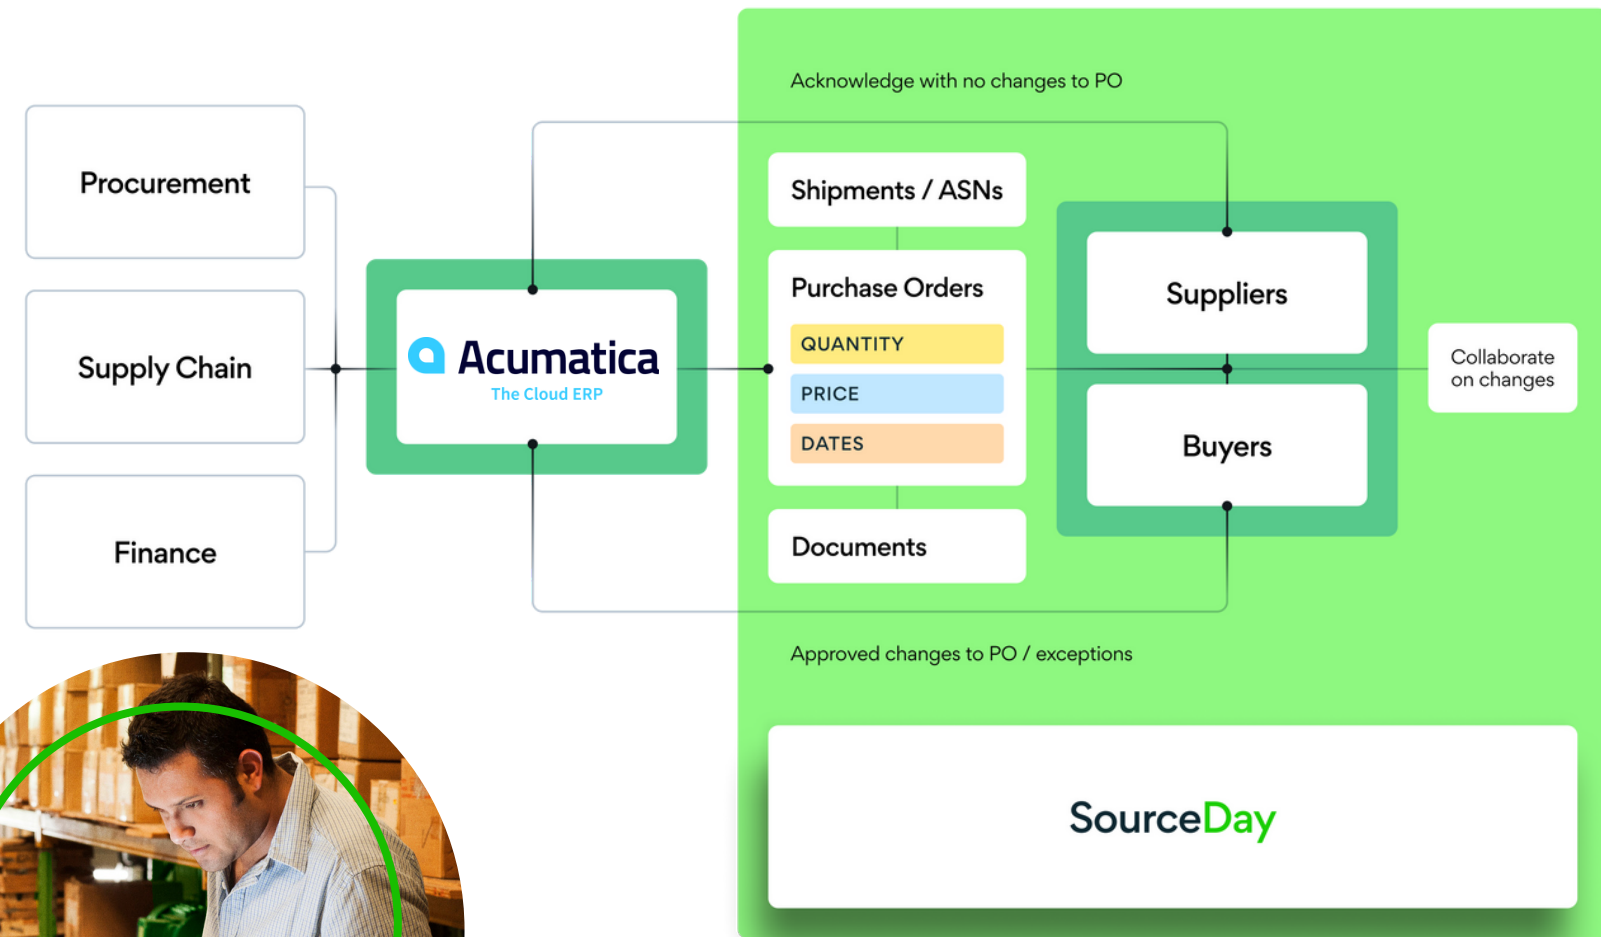 Acknowledge with no changes to PO
Procurement
Supply Chain
Finance
Acumatica
The Cloud ERP
Shipments / ASNs
Purchase Orders
QUANTITY
PRICE
DATES
Documents
Suppliers
Buyers
Collaborate
on changes
Approved changes to PO / exceptions
SourceDay